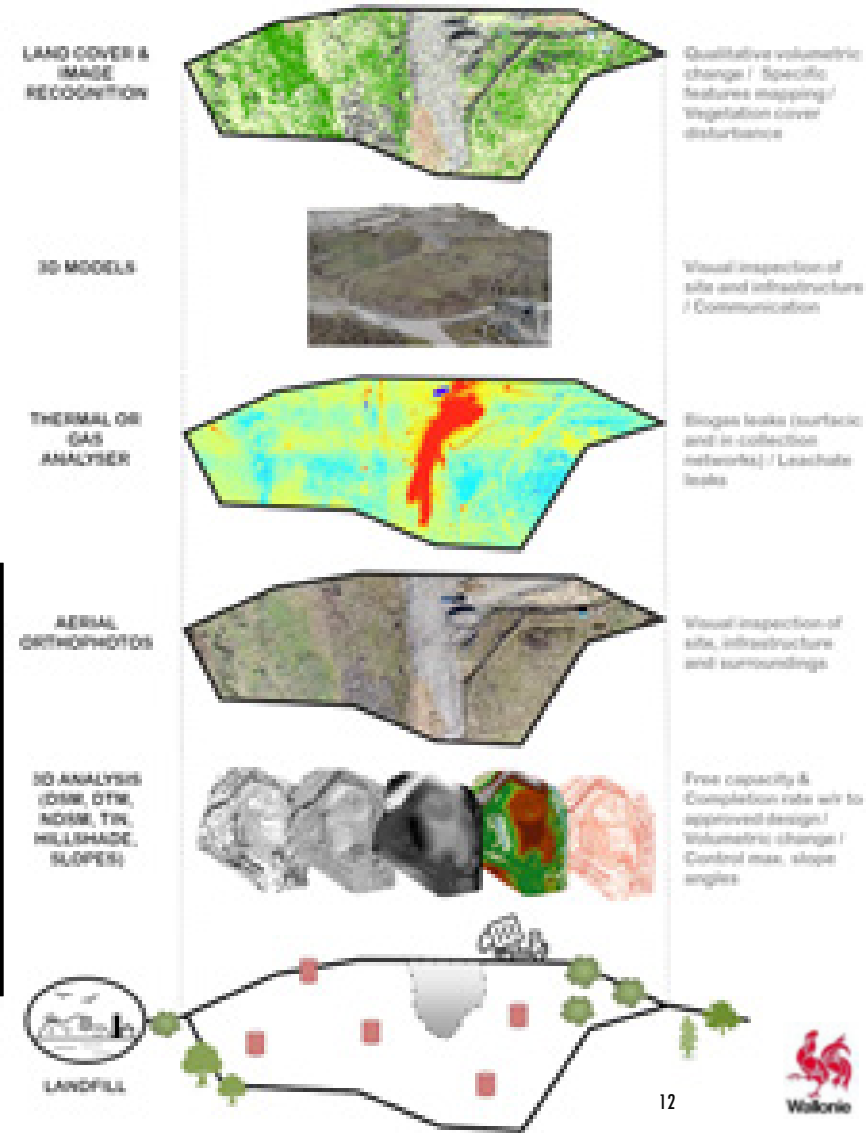 LAND COVER &
IMAGE
RECOGNITION
Qualitative volumetric
change / Specific
features mapping /
Vegetation cover
disturbance
3D MODELS
Visual inspection of
site and infrastructure
/ Communication
THERMAL OR
GAS
ANALYSER
Biogas leaks (surfacic
and in collection
networks) / Leachate
leaks
AERIAL
ORTHOPHOTOS
Visual inspection of
site, infrastructure
and surroundings
3D ANALYSIS
(DSM, DTM,
NDSM, TIN,
HILLSHADE,
SLOPES)
Free capacity &
Completion rate w/r to
approved design /
Volumetric change /
Control max. slope
angles
LANDFILL
12
Wallonie